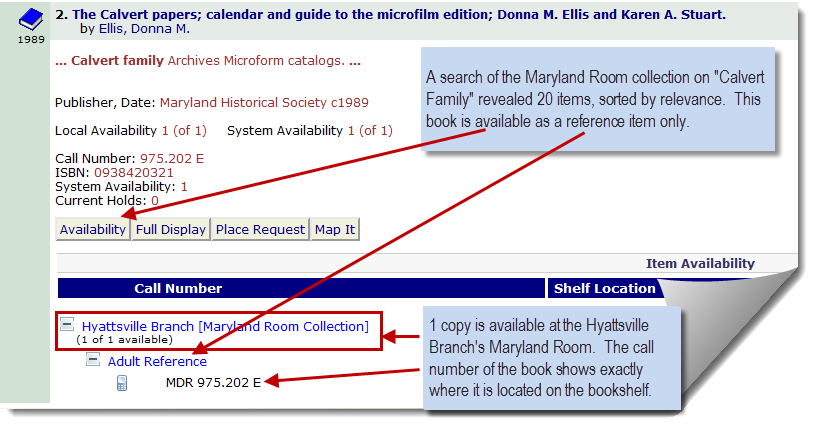 2. The Calvert papers; calendar and guide to the microfilm edition; Donna M. Ellis and Karen A. Stuart.
by Ellis, Donna M.
1989
... Calvert family Archives Microform catalogs. ...
A search of the Maryland Room collection on "Calvert
Family" revealed 20 items, sorted by relevance. This
book is available as a reference item only.
Publisher, Date: Maryland Historical Society c1989
Local Availability 1 (of 1) System Availability 1 (of 1)
Call Number: 975.202 E
ISBN: 0938420321
System Availability: 1
Current Holds: 0
Availability Full Display Place Request Map It
Item Availability
Call Number Shelf Location
Hyattsville Branch [Maryland Room Collection]
(1 of 1 available)
Adult Reference
MDR 975.202 E
1 copy is available at the Hyattsville
Branch's Maryland Room. The call
number of the book shows exactly
where it is located on the bookshelf.